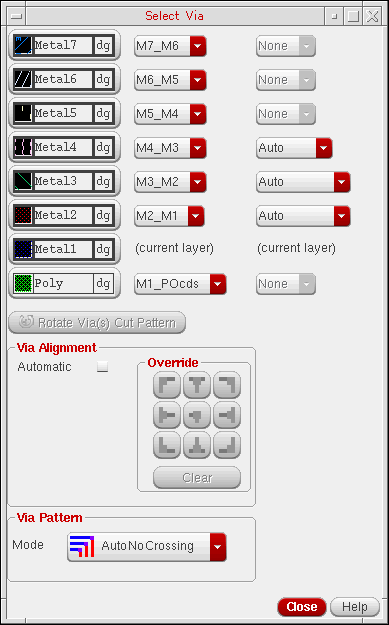 Select Via
Metal7 dg M7_M6 None
Metal6 dg M6_M5 None
Metal5 dg M5_M4 None
Metal4 dg M4_M3 Auto
Metal3 dg M3_M2 Auto
Metal2 dg M2_M1 Auto
Metal1 dg (current layer) (current layer)
Poly dg M1_POcds None
Rotate Via(s) Cut Pattern
Via Alignment
Automatic
Override
Clear
Via Pattern
Mode AutoNoCrossing
Close Help